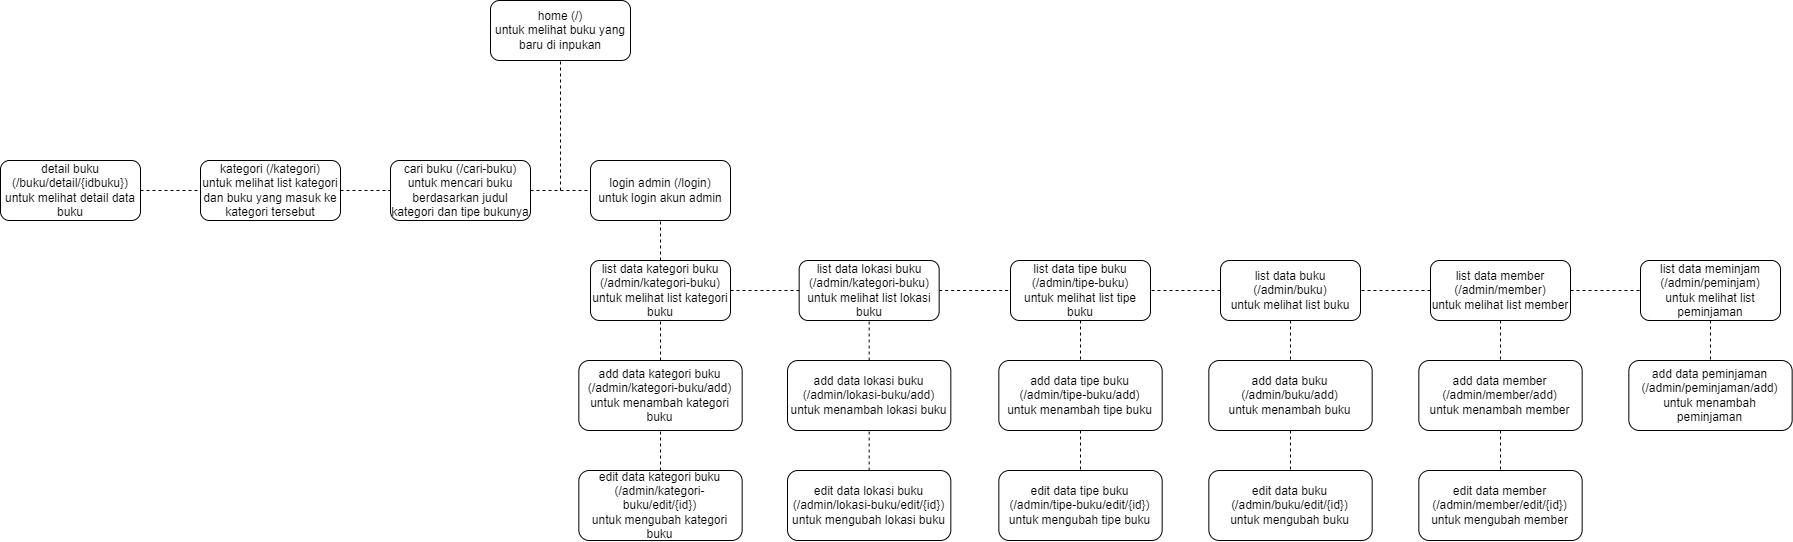 home (/)
untuk melihat buku yang
baru di inpukan
detail buku
(/buku/detail/{idbuku})
untuk melihat detail data
buku
kategori (/kategori)
untuk melihat list kategori
dan buku yang masuk ke
kategori tersebut
cari buku (/cari-buku)
untuk mencari buku
berdasarkan judul
kategori dan tipe bukunya
login admin (/login)
untuk login akun admin
list data kategori buku
(/admin/kategori-buku)
untuk melihat list kategori
buku
list data lokasi buku
(/admin/kategori-buku)
untuk melihat list lokasi
buku
list data tipe buku
(/admin/tipe-buku)
untuk melihat list tipe
buku
list data buku
(/admin/buku)
untuk melihat list buku
list data member
(/admin/member)
untuk melihat list member
list data meminjam
(/admin/peminjam)
untuk melihat list
peminjaman
add data kategori buku
(/admin/kategori-buku/add)
untuk menambah kategori
buku
add data lokasi buku
(/admin/lokasi-buku/add)
untuk menambah lokasi buku
add data tipe buku
(/admin/tipe-buku/add)
untuk menambah tipe buku
add data buku
(/admin/buku/add)
untuk menambah buku
add data member
(/admin/member/add)
untuk menambah member
add data peminjaman
(/admin/peminjaman/add)
untuk menambah
peminjaman
edit data kategori buku
(/admin/kategori-
buku/edit/{id})
untuk mengubah kategori
buku
edit data lokasi buku
(/admin/lokasi-buku/edit/{id})
untuk mengubah lokasi buku
edit data tipe buku
(/admin/tipe-buku/edit/{id})
untuk mengubah tipe buku
edit data buku
(/admin/buku/edit/{id})
untuk mengubah buku
edit data member
(/admin/member/edit/{id})
untuk mengubah member